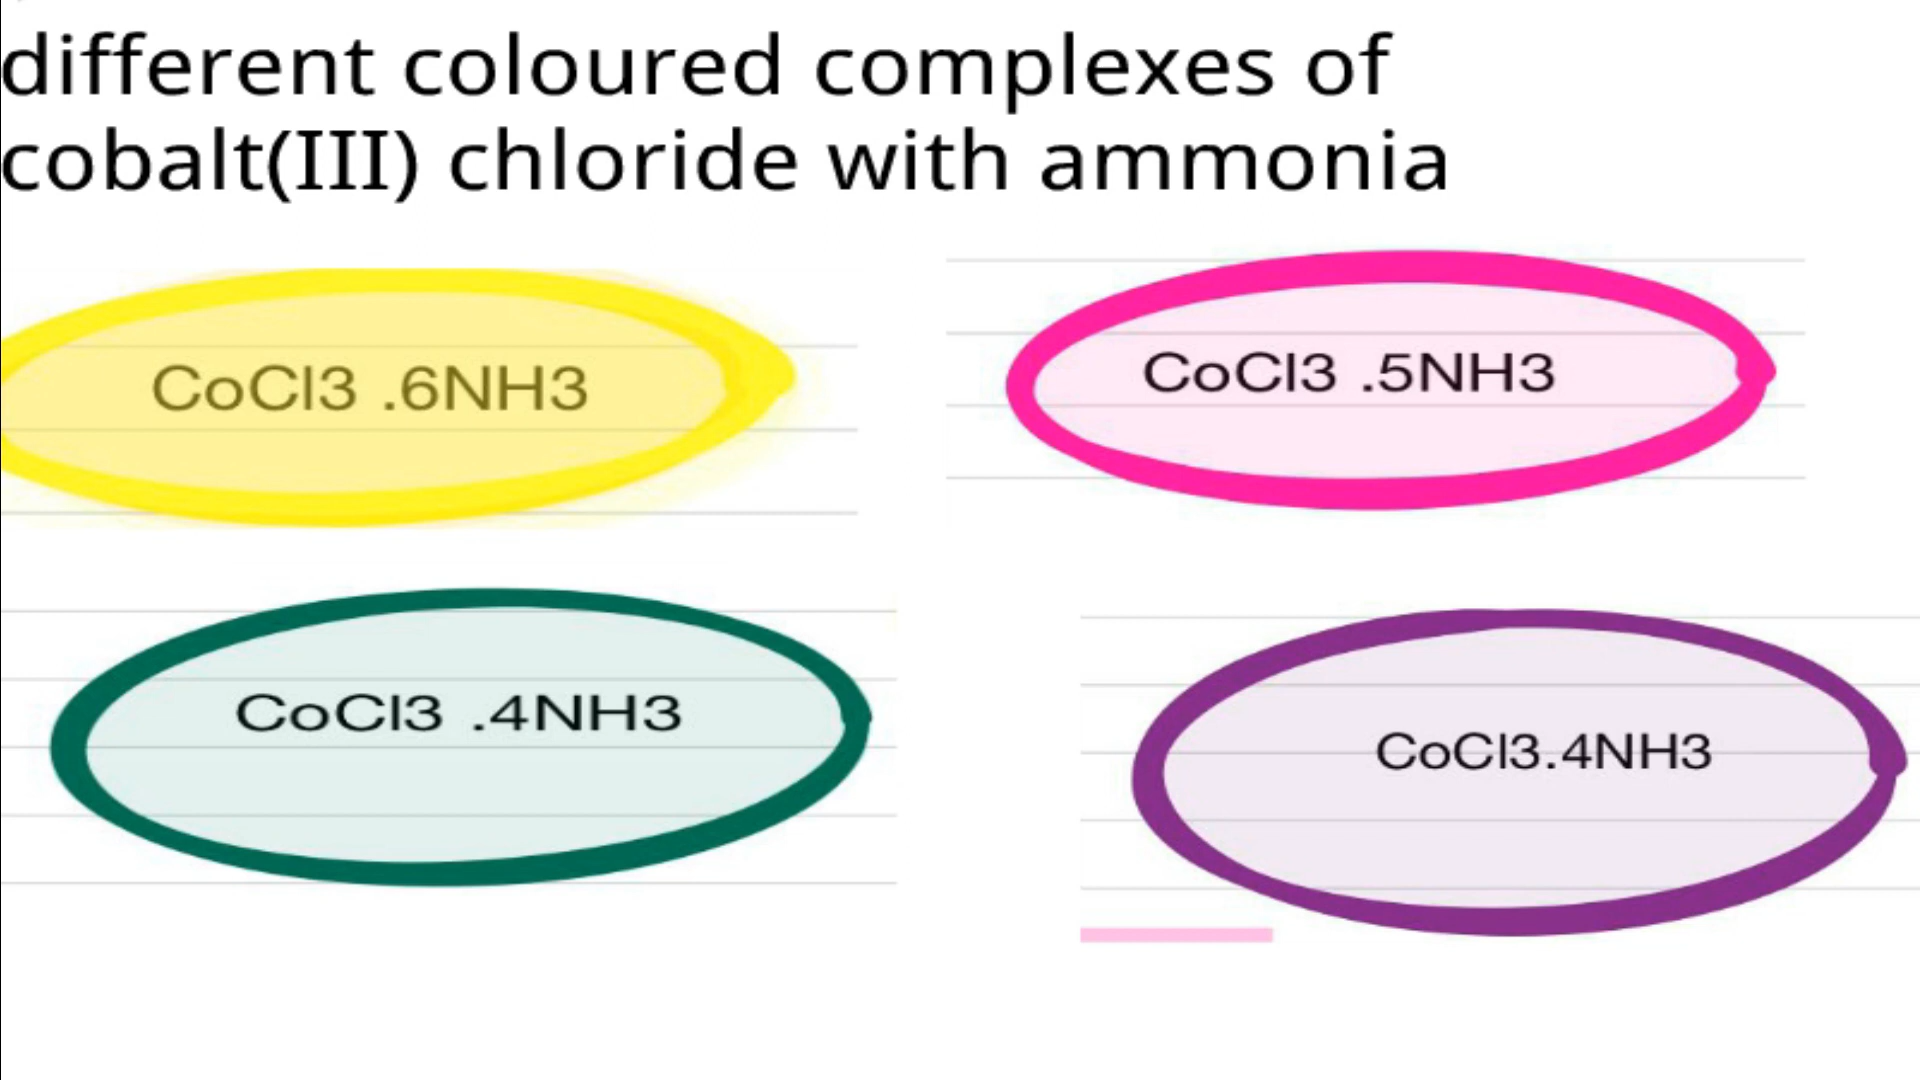 different coloured complexes of
cobalt(III) chloride with ammonia
CoCl3 .6NH3
CoCl3 .5NH3
CoCl3 .4NH3
CoCl3.4NH3